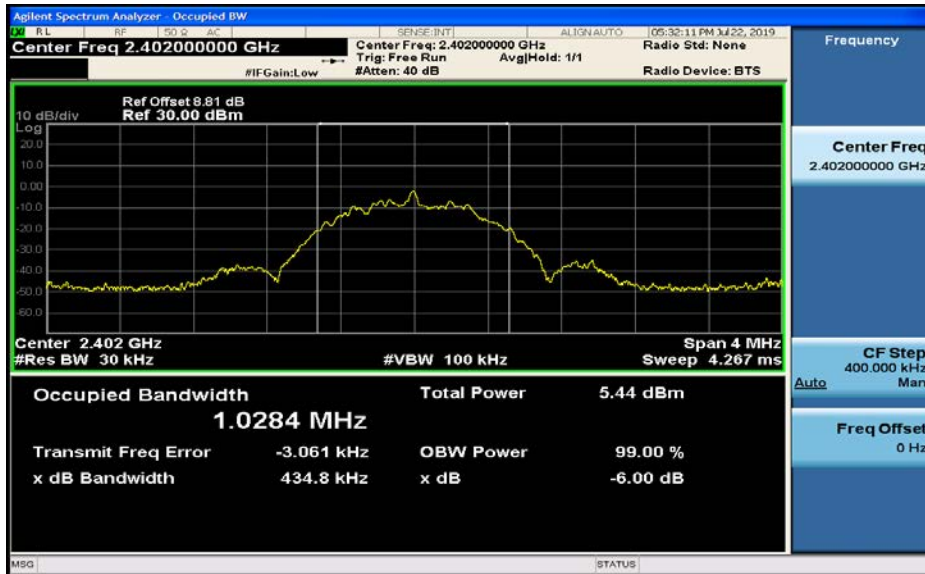 Agilent Spectrum Analyzer - Occupied BW
RL RF 50 Ω AC SENSE:INT ALIGN AUTO 05:32:11 PM Jul 22, 2019
Center Freq 2.402000000 GHz
Center Freq: 2.402000000 GHz
Radio Std: None
Trig: Free Run Avg|Hold: 1/1
#IFGain:Low #Atten: 40 dB Radio Device: BTS
Ref Offset 8.81 dB
10 dB/div Ref 30.00 dBm
Log
20.0
10.0
0.00
-10.0
-20.0
-30.0
-40.0
-50.0
-60.0
Center 2.402 GHz Span 4 MHz
#Res BW 30 kHz #VBW 100 kHz Sweep 4.267 ms
Occupied Bandwidth Total Power 5.44 dBm
1.0284 MHz
Transmit Freq Error -3.061 kHz OBW Power 99.00 %
x dB Bandwidth 434.8 kHz x dB -6.00 dB
MSG STATUS
Frequency
Center Freq
2.402000000 GHz
CF Step
400.000 kHz
Auto Man
Freq Offset
0 Hz